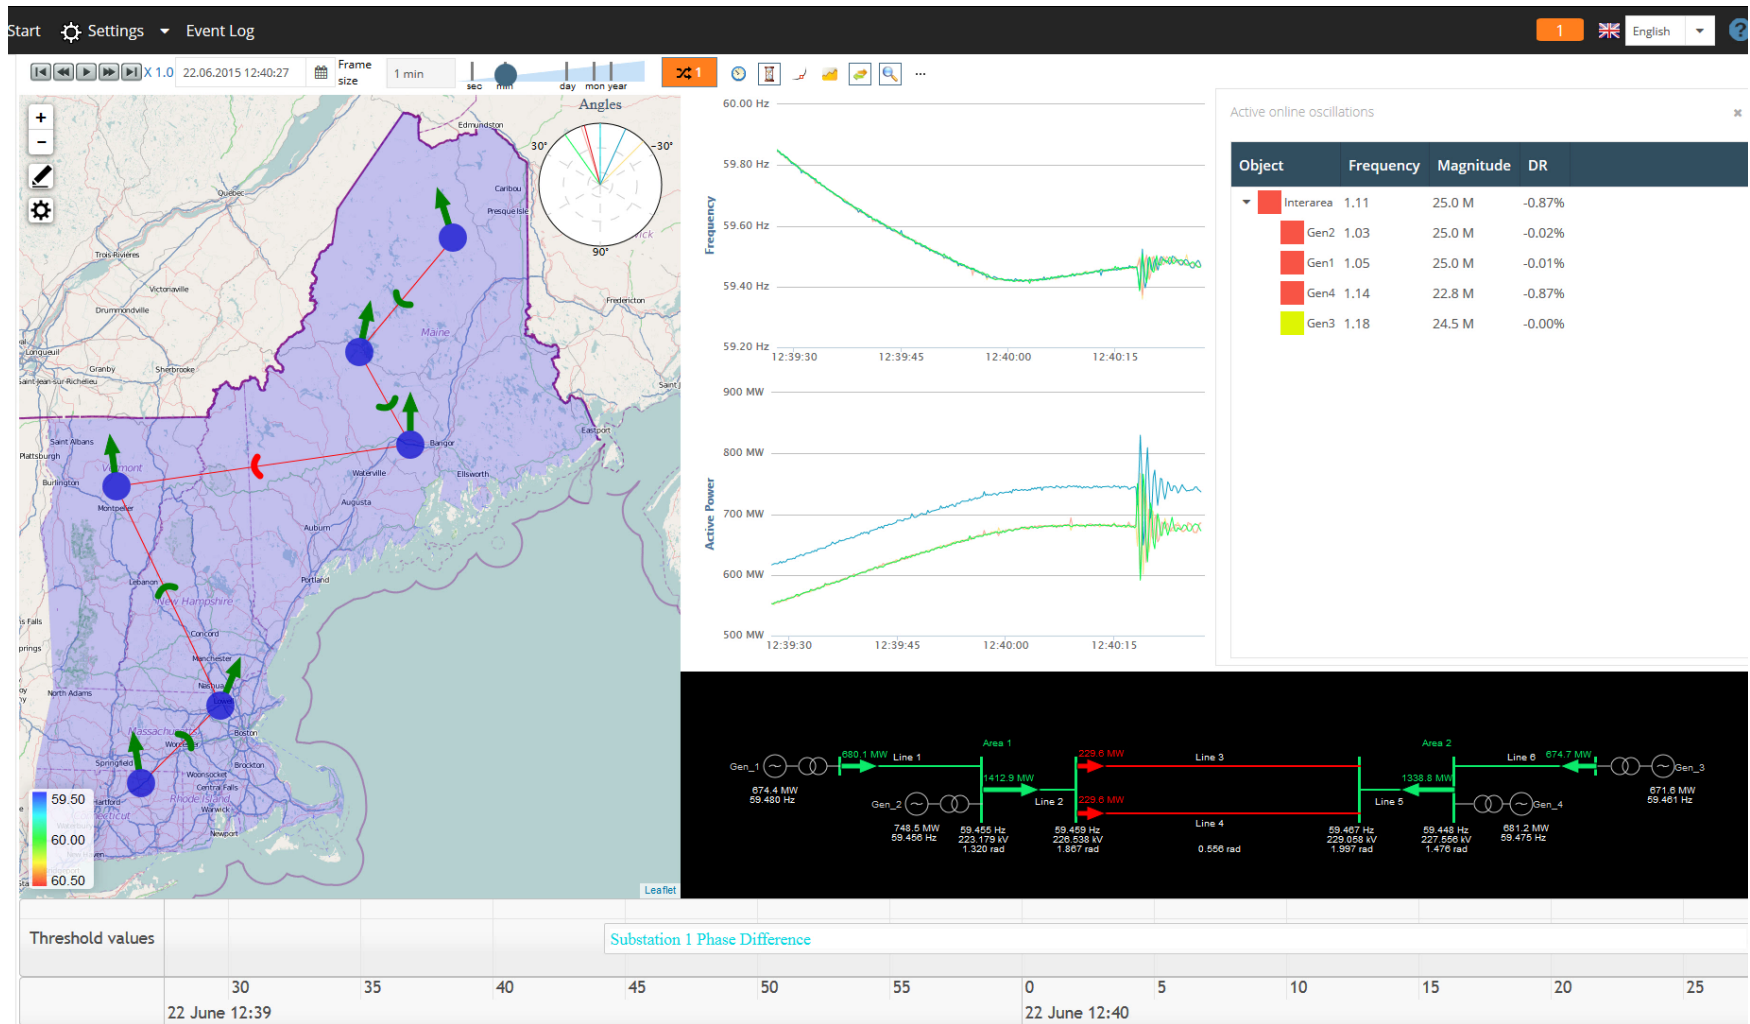 Start Settings Event Log 1 English ?
X 1.0 22.06.2015 12:40:27 Frame size 1 min sec min day mon year 1 ...
+
−
Angles
30° -30°
90°
Edmundston
Caribou
Presque Isle
Quebec
Trois-Rivieres
Victoriaville
Drummondville
Fredericton
Maine
Longueuil
Granby
Sherbrooke
Saint-Jean-sur-Richelieu
Saint J
Eastport
Saint Albans
Bangor
Plattsburgh
Vermont
Waterville
Ellsworth
Burlington
Montpelier
Augusta
Auburn
Portland
Lebanon
New Hampshire
is Falls
Concord
prings
Manchester
Nashua
North Adams
Lowell
Massachusetts
Boston
Worcester
Springfield
Brockton
Woonsocket
Central Falls
Hartford
Rhode Island
Warwick
Newport
59.50
60.00
60.50
Leaflet
Frequency
60.00 Hz
59.80 Hz
59.60 Hz
59.40 Hz
59.20 Hz
12:39:30 12:39:45 12:40:00 12:40:15
Active Power
900 MW
800 MW
700 MW
600 MW
500 MW
12:39:30 12:39:45 12:40:00 12:40:15
Active online oscillations
Object Frequency Magnitude DR
Interarea 1.11 25.0 M -0.87%
Gen2 1.03 25.0 M -0.02%
Gen1 1.05 25.0 M -0.01%
Gen4 1.14 22.8 M -0.87%
Gen3 1.18 24.5 M -0.00%
Area 1 Area 2
680.1 MW Line 1 229.6 MW Line 3 Line 6 674.7 MW
Gen_1 Gen_3
674.4 MW
59.480 Hz
1412.9 MW 1338.8 MW
671.6 MW
59.461 Hz
Gen_2 Line 2 229.6 MW Line 4 Line 5 Gen_4
748.5 MW
59.456 Hz
59.455 Hz
223.179 kV
1.320 rad
59.459 Hz
226.538 kV
1.867 rad
0.556 rad
59.467 Hz
229.058 kV
1.997 rad
59.448 Hz
227.556 kV
1.476 rad
681.2 MW
59.475 Hz
Threshold values Substation 1 Phase Difference
30 35 40 45 50 55 0 5 10 15 20 25
22 June 12:39 22 June 12:40